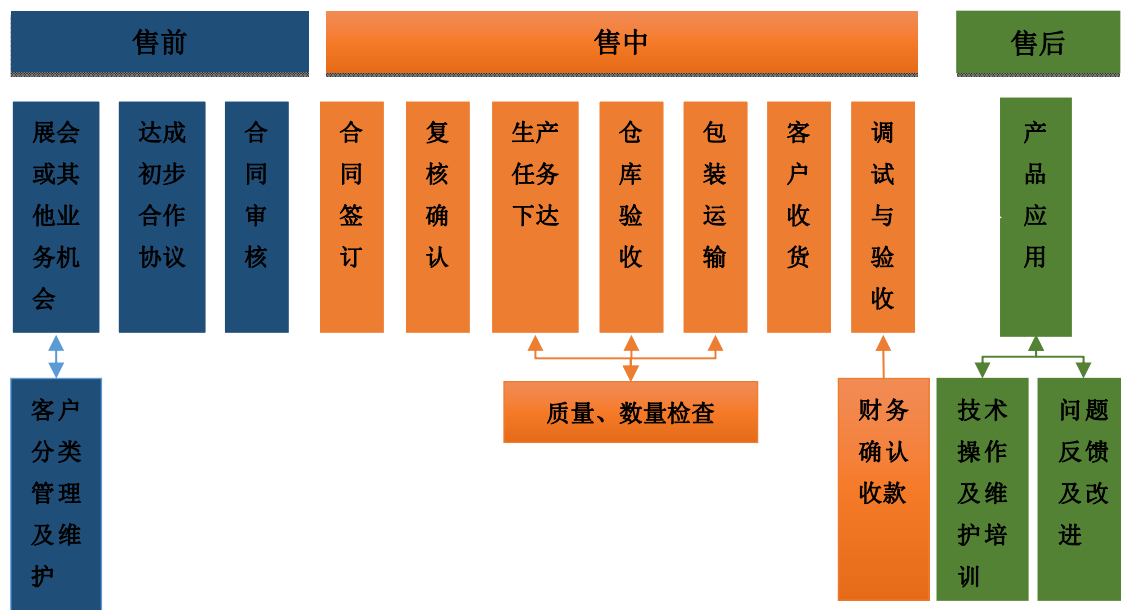 售前
售中
售后
展会
或其
他业
务机
会
达成
初步
合作
协议
合
同
审
核
合
同
签
订
复
核
确
认
生产
任务
下达
仓
库
验
收
包
装
运
输
客
户
收
货
调
试
与
验
收
产
品
应
用
客户
分类
管理
及维
护
质量、数量检查
财务
确认
收款
技术
操作
及维
护培
训
问题
反馈
及改
进